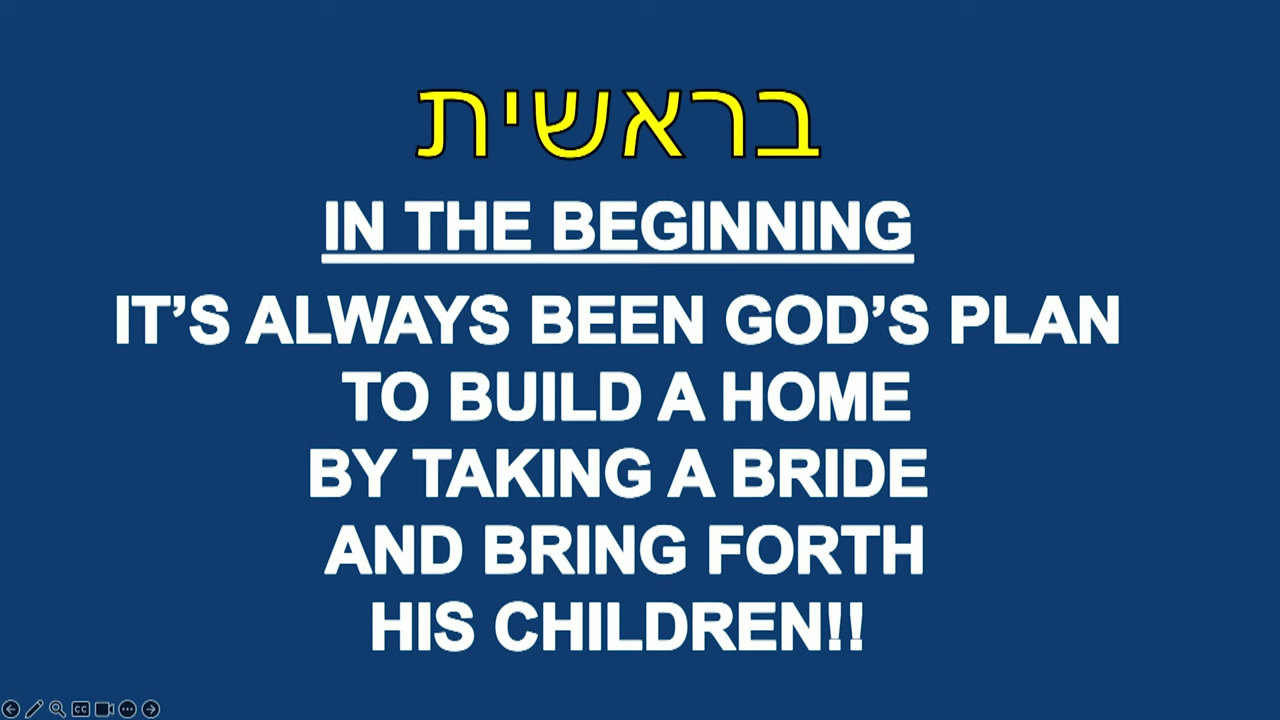 בראשית
IN THE BEGINNING
IT’S ALWAYS BEEN GOD’S PLAN
TO BUILD A HOME
BY TAKING A BRIDE
AND BRING FORTH
HIS CHILDREN!!
CC